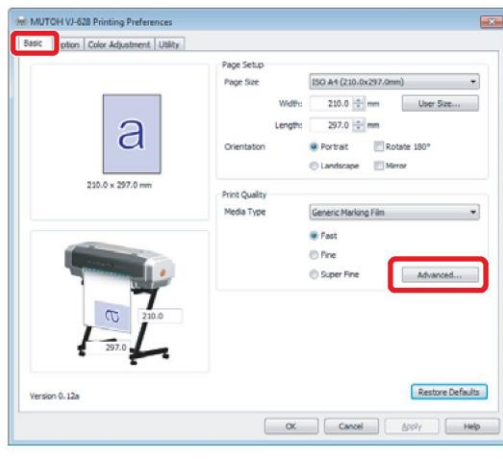 MUTOH VJ-628 Printing Preferences
Basic ption Color Adjustment Utility
a
210.0 x 297.0 mm
a
210.0
297.0
Version 0.12a
Page Setup
Page Size ISO A4 (210.0x297.0mm)
Width: 210.0 mm User Size...
Length: 297.0 mm
Orientation Portrait Rotate 180°
Landscape Mirror
Print Quality
Media Type Generic Marking Film
Fast
Fine
Super Fine Advanced...
Restore Defaults
OK Cancel Apply Help